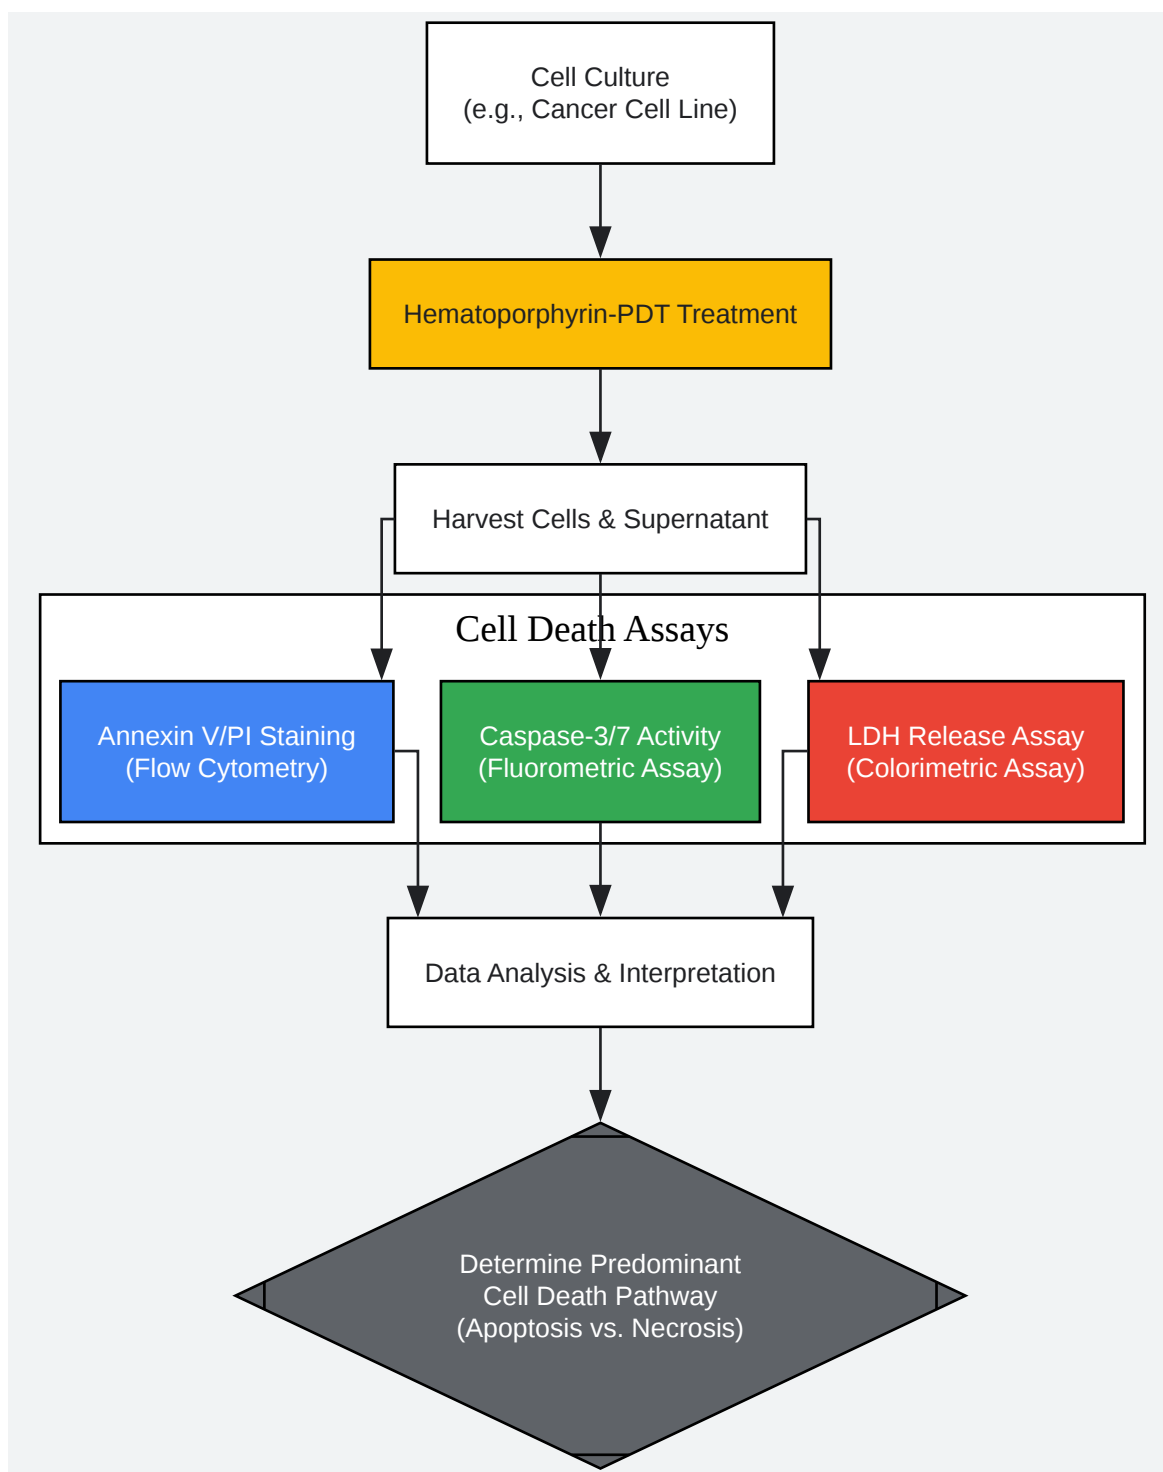 Cell Culture
(e.g., Cancer Cell Line)
Hematoporphyrin-PDT Treatment
Harvest Cells & Supernatant
Cell Death Assays
Annexin V/PI Staining
(Flow Cytometry)
Caspase-3/7 Activity
(Fluorometric Assay)
LDH Release Assay
(Colorimetric Assay)
Data Analysis & Interpretation
Determine Predominant
Cell Death Pathway
(Apoptosis vs. Necrosis)